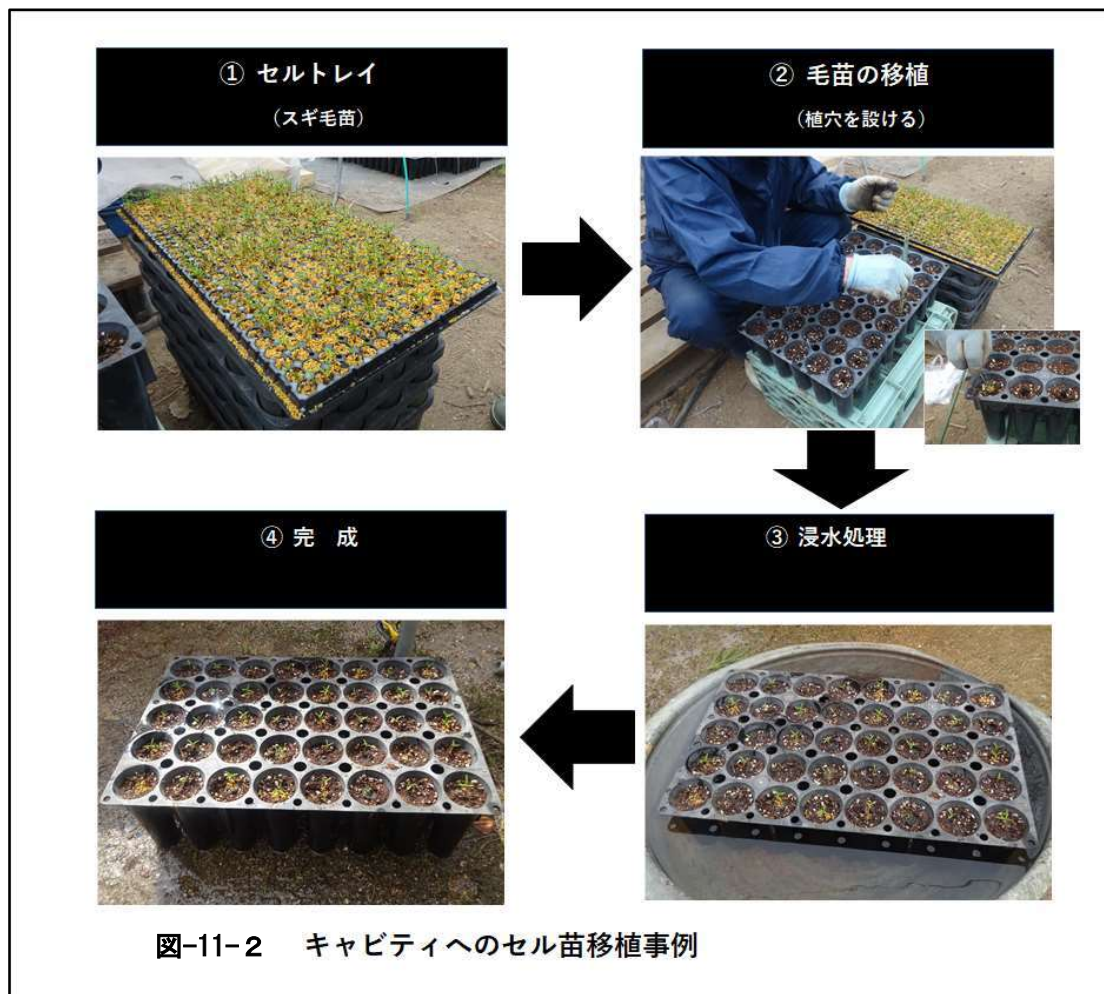 ① セルトレイ
(スギ毛苗)
② 毛苗の移植
(植穴を設ける)
③ 浸水処理
④ 完　成
図-11-２　キャビティへのセル苗移植事例